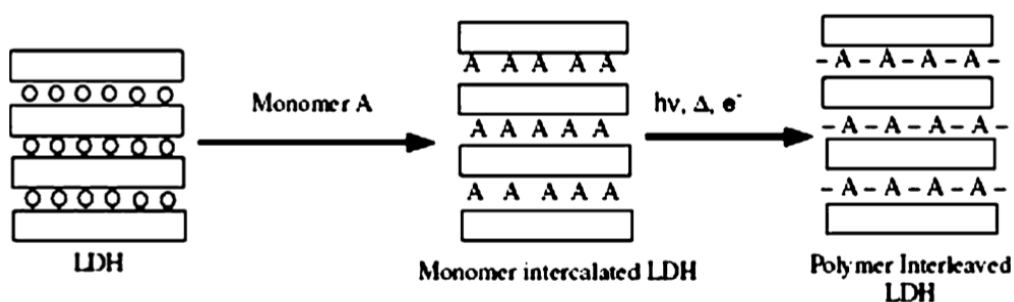 A A A A A
- A - A - A - A -
Monomer A
hν, Δ, e⁻
A A A A A
- A - A - A - A -
A A A A A
- A - A - A - A -
LDH
Monomer intercalated LDH
Polymer Interleaved
LDH